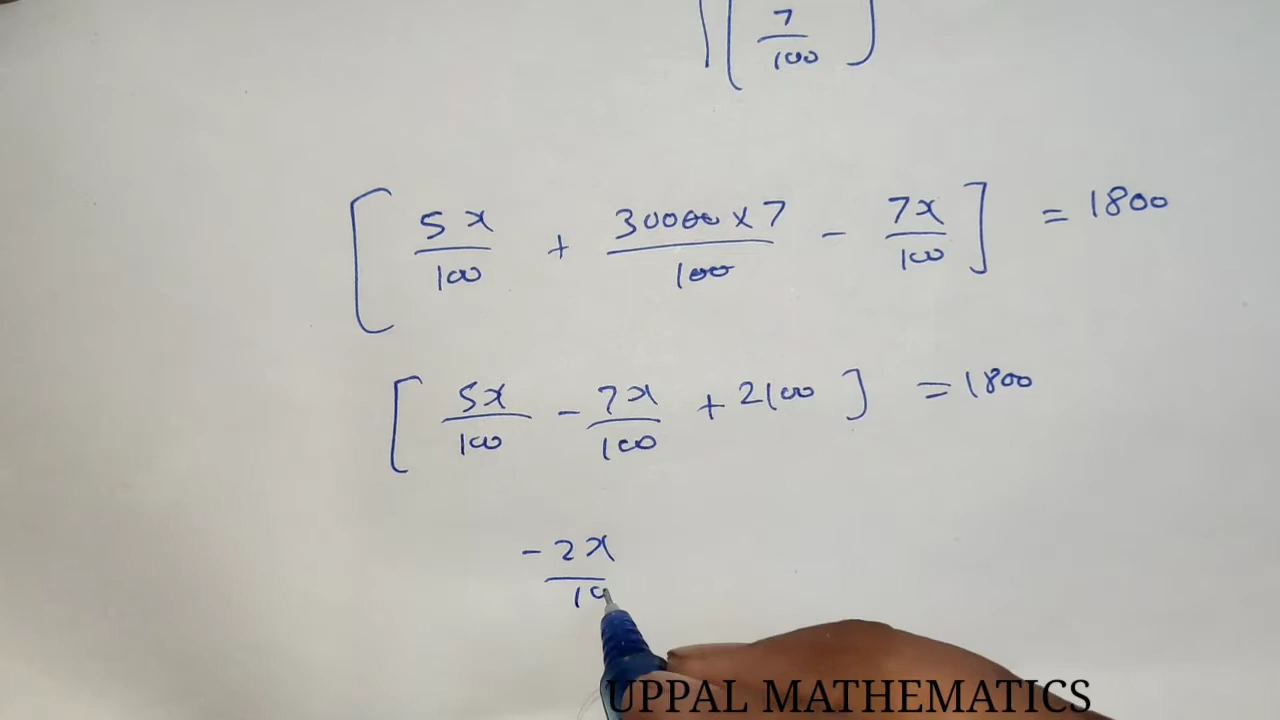 [ 7/100 ]
[ 5x/100 + 30000 x 7/100 - 7x/100 ] = 1800
[ 5x/100 - 7x/100 + 2100 ] = 1800
-2x/10
UPPAL MATHEMATICS